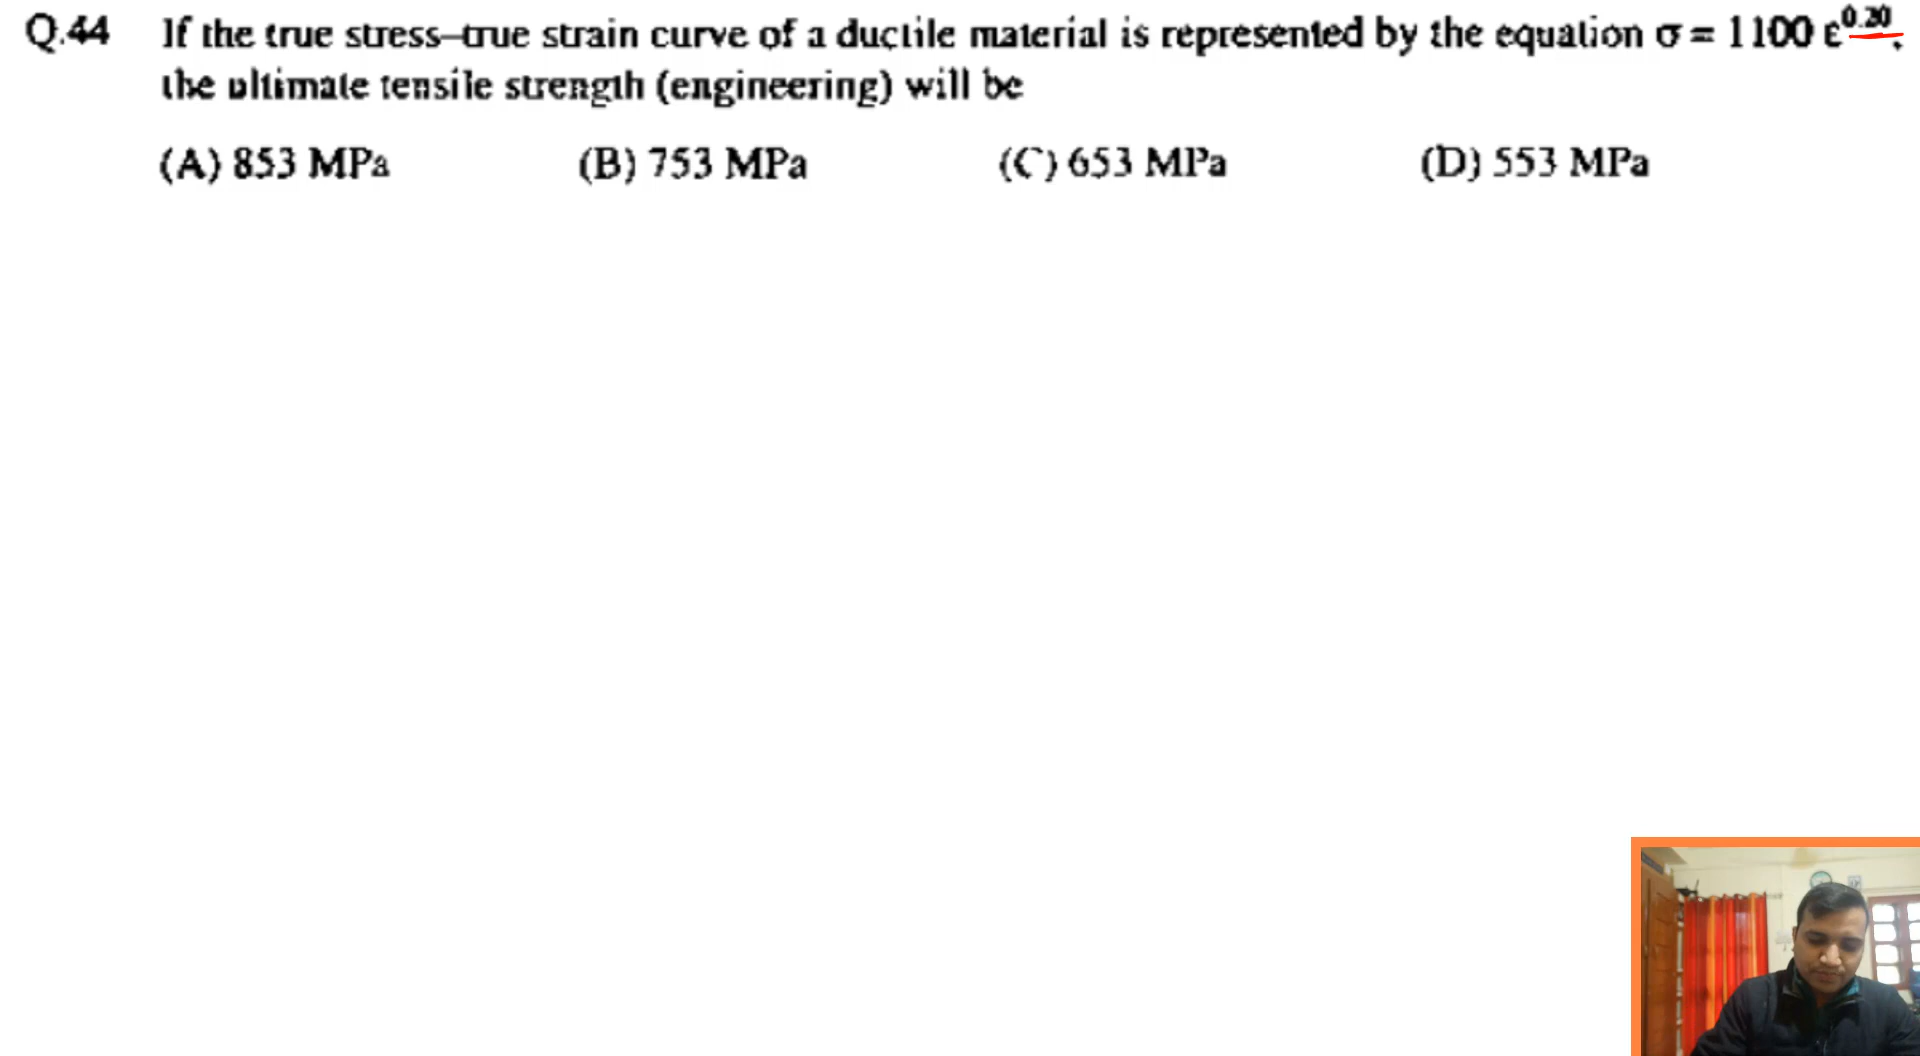 Q.44 If the true stress–true strain curve of a ductile material is represented by the equation σ = 1100 ε^0.20,
the ultimate tensile strength (engineering) will be
(A) 853 MPa (B) 753 MPa (C) 653 MPa (D) 553 MPa